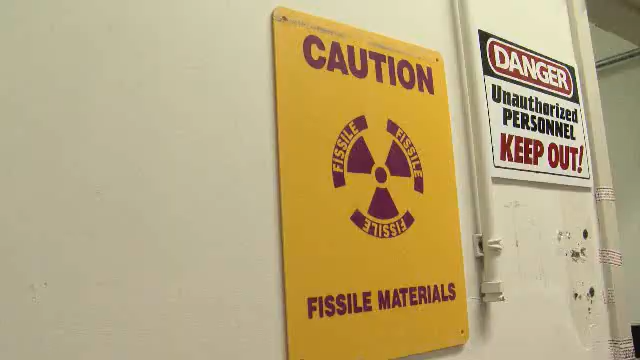 CAUTION
FISSILE FISSILE
FISSILE
FISSILE MATERIALS
DANGER
Unauthorized
PERSONNEL
KEEP OUT!